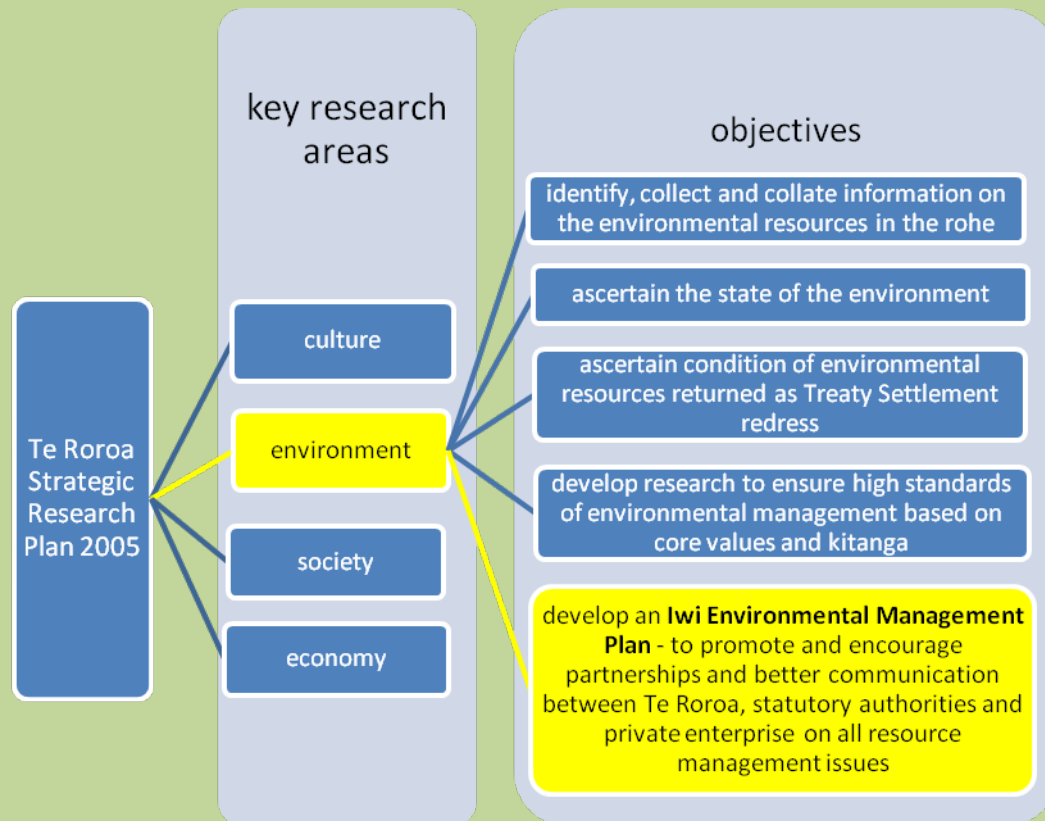 key research
areas
objectives
Te Roroa
Strategic
Research
Plan 2005
culture
environment
society
economy
identify, collect and collate information on
the environmental resources in the rohe
ascertain the state of the environment
ascertain condition of environmental
resources returned as Treaty Settlement
redress
develop research to ensure high standards
of environmental management based on
core values and kitanga
develop an Iwi Environmental Management
Plan - to promote and encourage
partnerships and better communication
between Te Roroa, statutory authorities and
private enterprise on all resource
management issues